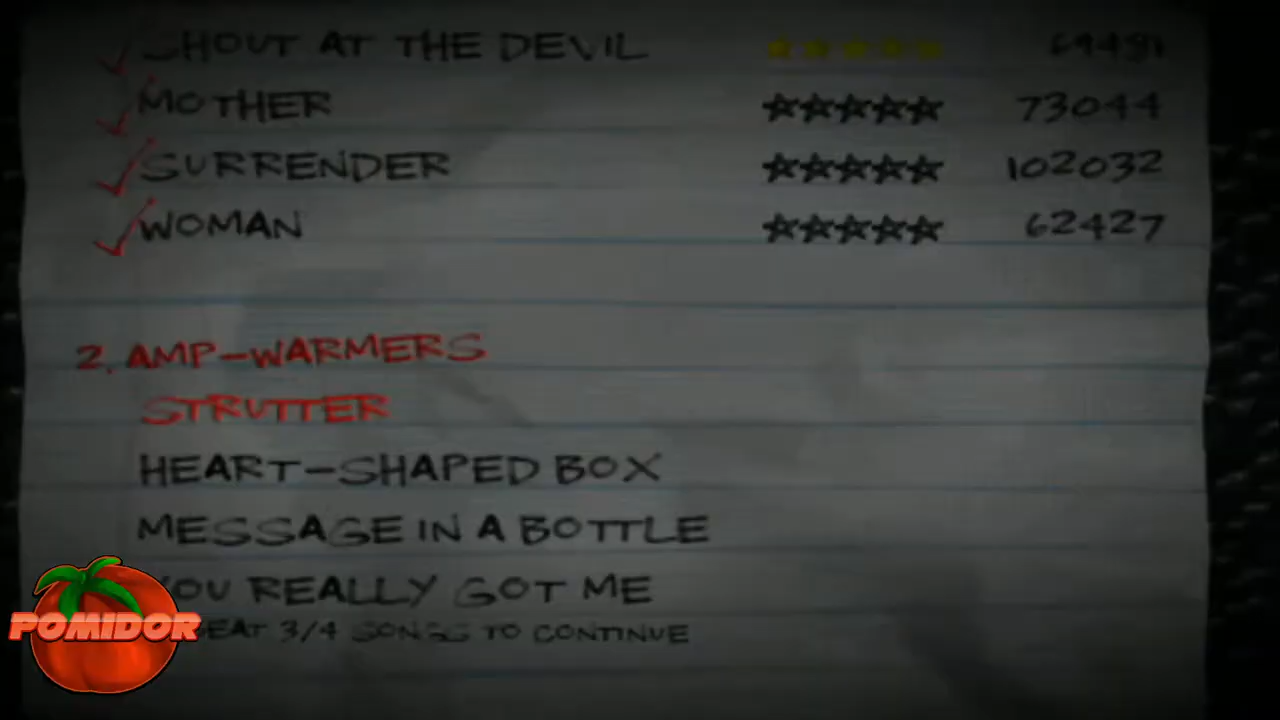 SHOUT AT THE DEVIL 69481
MOTHER 73044
SURRENDER 102032
WOMAN 62427
2. AMP-WARMERS
STRUTTER
HEART-SHAPED BOX
MESSAGE IN A BOTTLE
YOU REALLY GOT ME
BEAT 3/4 SONGS TO CONTINUE
POMIDOR